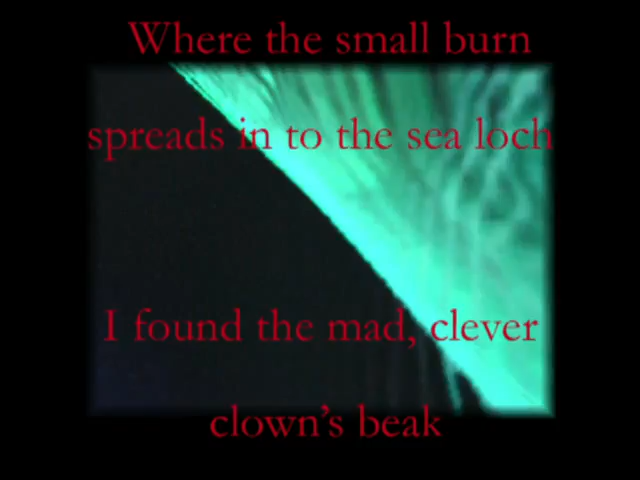 Where the small burn
spreads in to the sea loch
I found the mad, clever
clown's beak